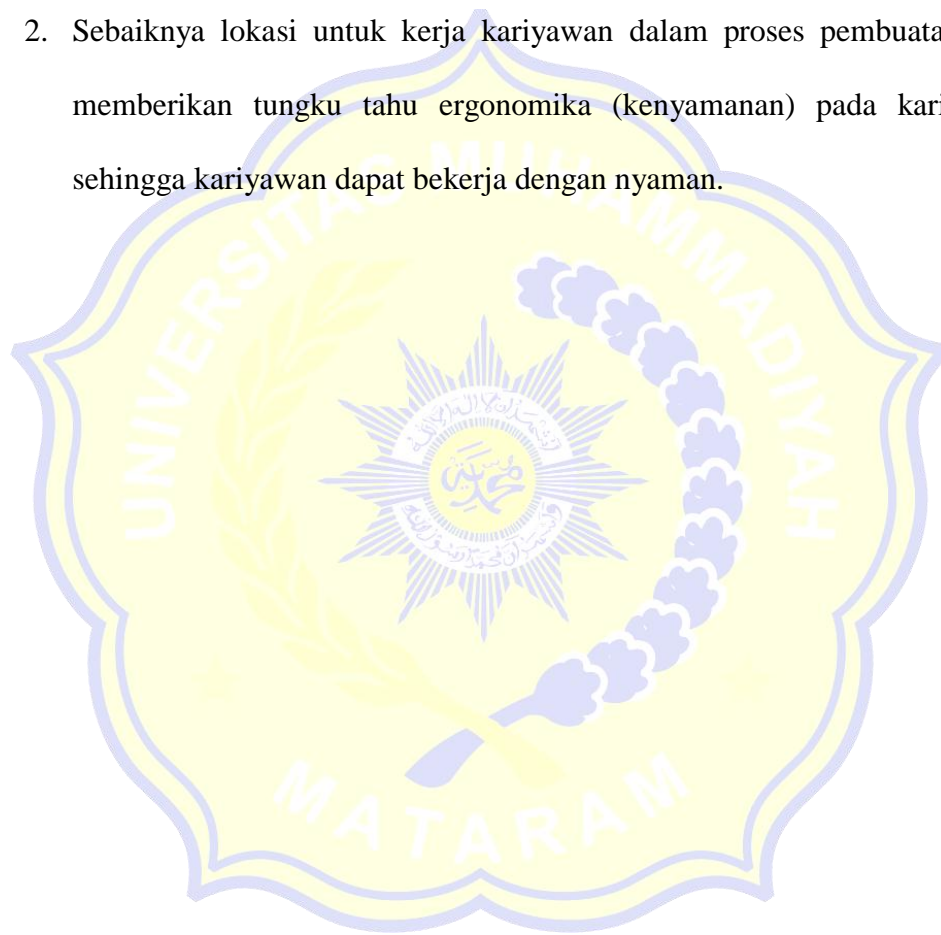 2. Sebaiknya lokasi untuk kerja kariyawan dalam proses pembuata
memberikan tungku tahu ergonomika (kenyamanan) pada kari
sehingga kariyawan dapat bekerja dengan nyaman.
UNIVERSITAS MUHAMMADIYAH
MATARAM